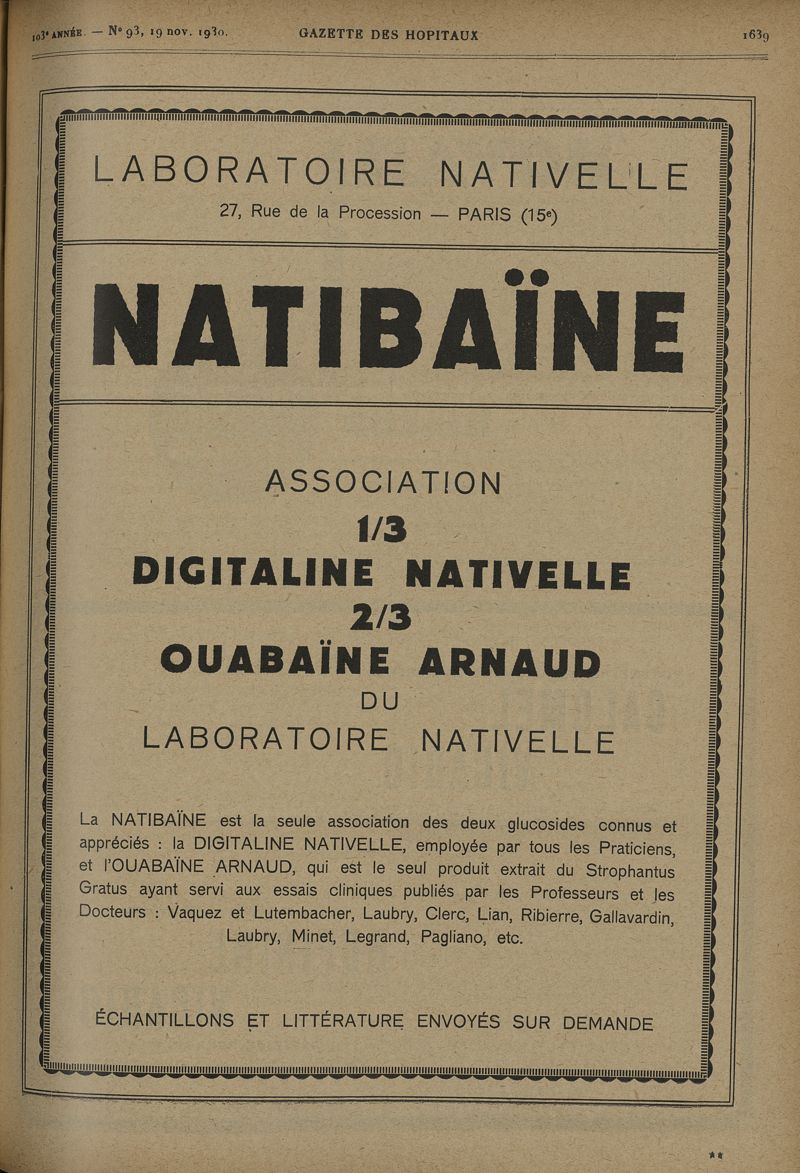 103ᵉ ANNÉE. — Nº 93, 19 nov. 1930.
GAZETTE DES HOPITAUX
1639
LABORATOIRE NATIVELLE
27, Rue de la Procession — PARIS (15ᵉ)
NATIBAÏNE
ASSOCIATION
1/3
DIGITALINE NATIVELLE
2/3
OUABAÏNE ARNAUD
DU
LABORATOIRE NATIVELLE
La NATIBAÏNE est la seule association des deux glucosides connus et
appréciés : la DIGITALINE NATIVELLE, employée par tous les Praticiens,
et l'OUABAÏNE ARNAUD, qui est le seul produit extrait du Strophantus
Gratus ayant servi aux essais cliniques publiés par les Professeurs et les
Docteurs : Vaquez et Lutembacher, Laubry, Clerc, Lian, Ribierre, Gallavardin,
Laubry, Minet, Legrand, Pagliano, etc.
ÉCHANTILLONS ET LITTÉRATURE ENVOYÉS SUR DEMANDE
**